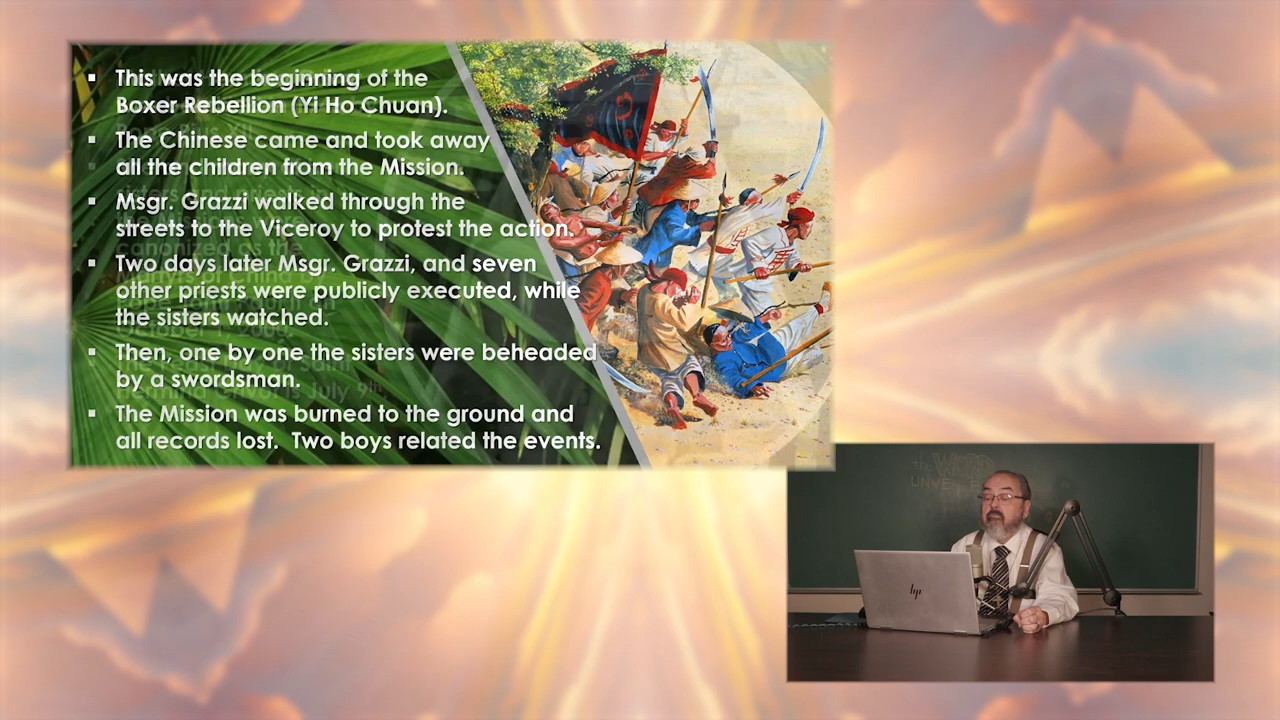 ▪ This was the beginning of the
Boxer Rebellion (Yi Ho Chuan).
▪ The Chinese came and took away
all the children from the Mission.
▪ Msgr. Grazzi walked through the
streets to the Viceroy to protest the action.
▪ Two days later Msgr. Grazzi, and seven
other priests were publicly executed, while
the sisters watched.
▪ Then, one by one the sisters were beheaded
by a swordsman.
▪ The Mission was burned to the ground and
all records lost. Two boys related the events.
THE WORD
hp